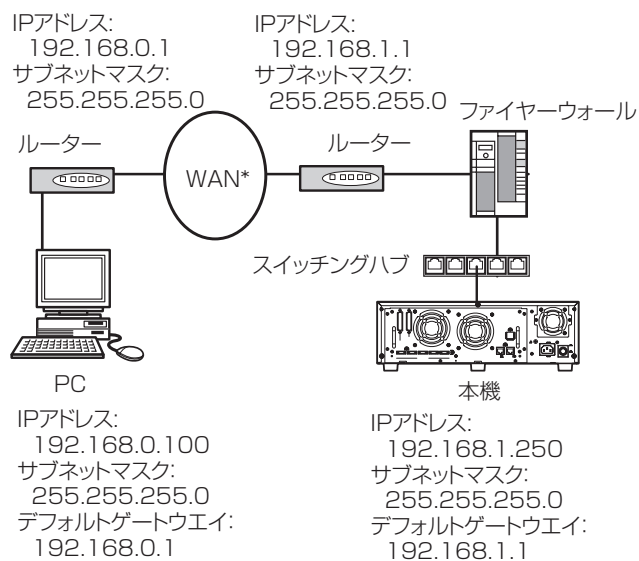 IPアドレス:
192.168.0.1
サブネットマスク:
255.255.255.0
IPアドレス:
192.168.1.1
サブネットマスク:
255.255.255.0
ファイヤーウォール
ルーター
WAN*
ルーター
スイッチングハブ
PC
IPアドレス:
192.168.0.100
サブネットマスク:
255.255.255.0
デフォルトゲートウエイ:
192.168.0.1
本機
IPアドレス:
192.168.1.250
サブネットマスク:
255.255.255.0
デフォルトゲートウエイ:
192.168.1.1